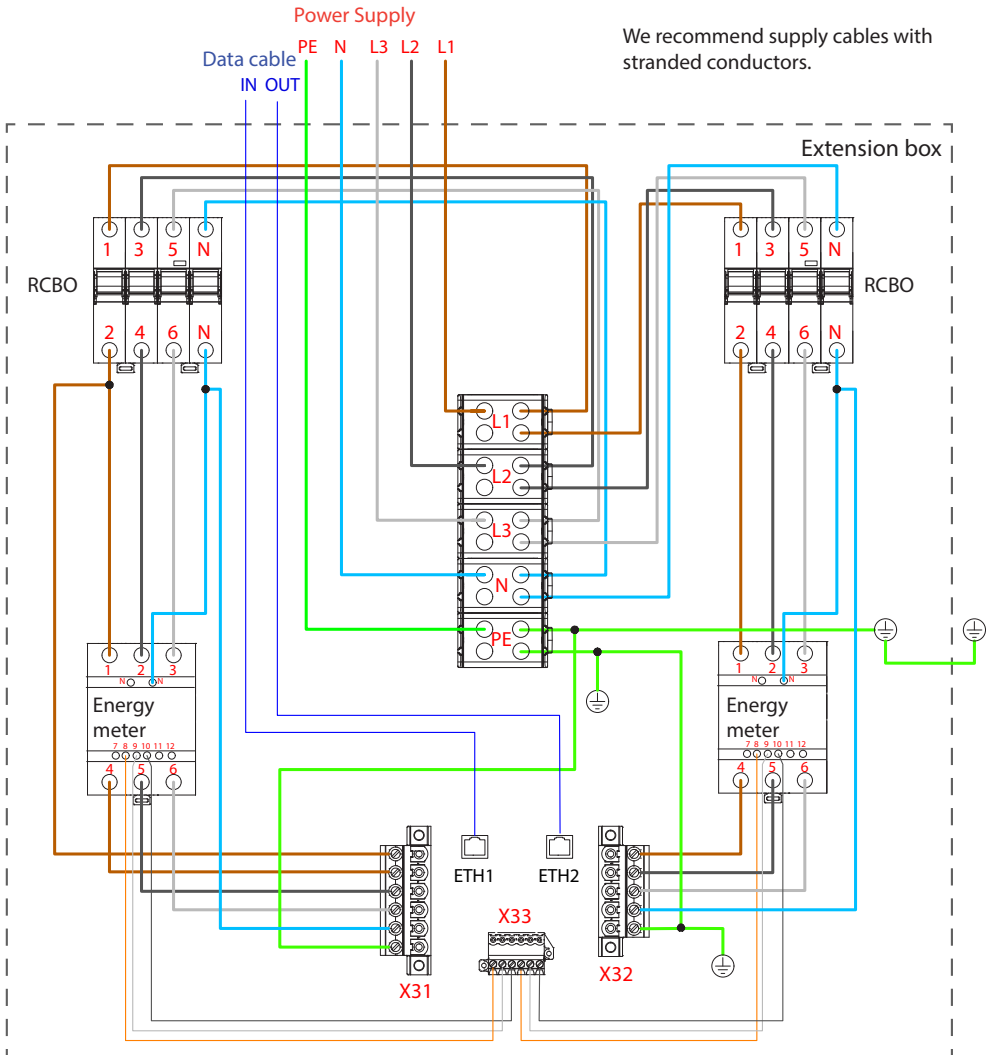 Power Supply
We recommend supply cables with
stranded conductors.
Data cable
PE N L3 L2 L1
IN OUT
Extension box
1 3 5 N
1 3 5 N
RCBO
RCBO
2 4 6 N
2 4 6 N
L1
L2
L3
N
PE
1 2 3
1 2 3
N N
N N
Energy
meter
Energy
meter
7 8 9 10 11 12
7 8 9 10 11 12
4 5 6
4 5 6
ETH1
ETH2
X33
X31
X32